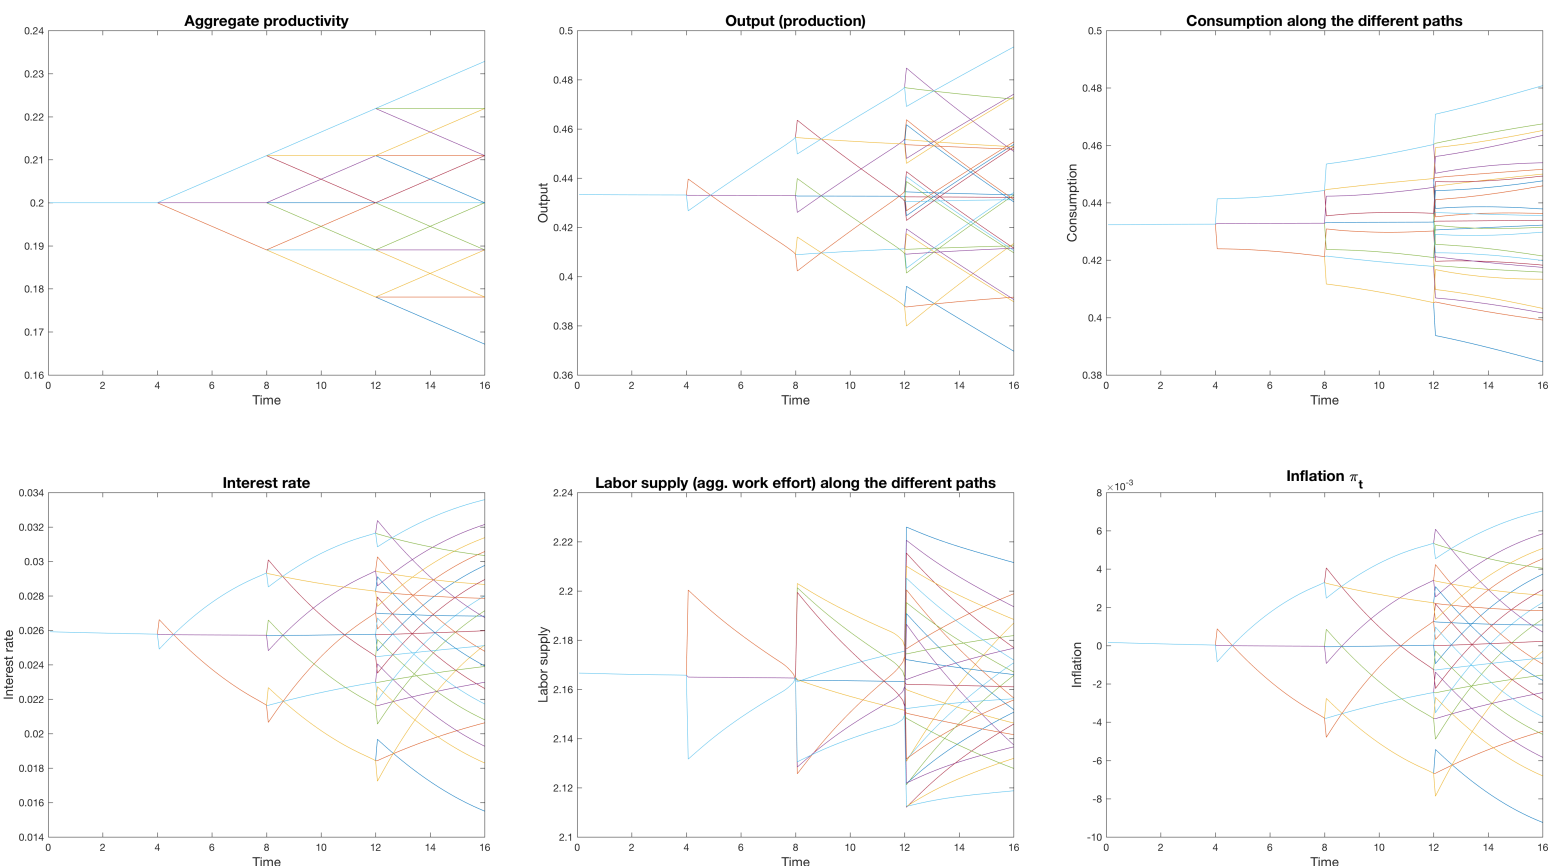 Aggregate productivity
0.24
0.23
0.22
0.21
0.2
0.19
0.18
0.17
0.16
0 2 4 6 8 10 12 14 16
Time
Output (production)
Output
0.5
0.48
0.46
0.44
0.42
0.4
0.38
0.36
0 2 4 6 8 10 12 14 16
Time
Consumption along the different paths
Consumption
0.5
0.48
0.46
0.44
0.42
0.4
0.38
0 2 4 6 8 10 12 14 16
Time
Interest rate
Interest rate
0.034
0.032
0.03
0.028
0.026
0.024
0.022
0.02
0.018
0.016
0.014
0 2 4 6 8 10 12 14 16
Time
Labor supply (agg. work effort) along the different paths
Labor supply
2.24
2.22
2.2
2.18
2.16
2.14
2.12
2.1
0 2 4 6 8 10 12 14 16
Time
Inflation π_t
Inflation
×10^-3
8
6
4
2
0
-2
-4
-6
-8
-10
0 2 4 6 8 10 12 14 16
Time